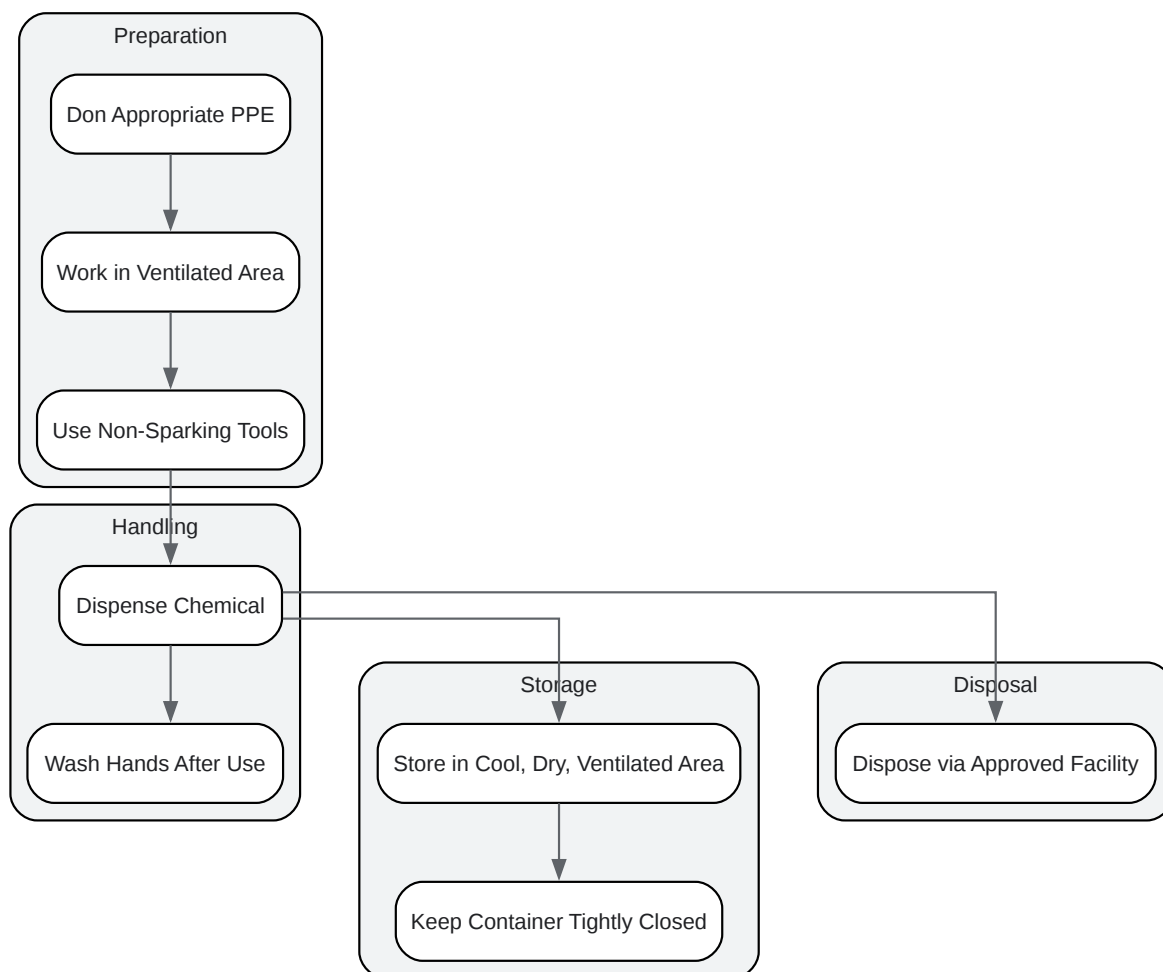 Preparation
Don Appropriate PPE
Work in Ventilated Area
Use Non-Sparking Tools
Handling
Dispense Chemical
Wash Hands After Use
Storage
Store in Cool, Dry, Ventilated Area
Keep Container Tightly Closed
Disposal
Dispose via Approved Facility